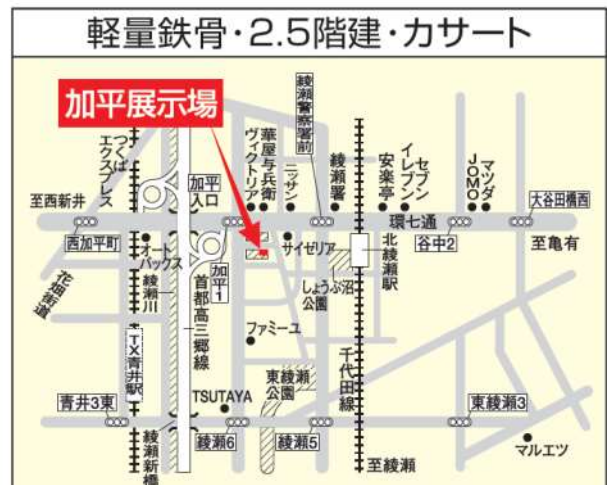 軽量鉄骨・2.5階建・カサート
加平展示場
つくば
エクスプレス
加平
入口
ヴィクトリア
華屋与兵衛
ニッサン
綾瀬警察署前
綾瀬署
安楽亭
セブン
イレブン
JOMO
マツダ
大谷田橋西
至西新井
環七通
西加平町
オート
バックス
加平1
サイゼリア
北綾瀬駅
谷中2
至亀有
花畑街道
綾瀬川
首都高三郷線
しょうぶ沼
公園
ファミーユ
千代田線
TX青井駅
東綾瀬
公園
TSUTAYA
青井3東
綾瀬新橋
綾瀬6
綾瀬5
東綾瀬3
至綾瀬
マルエツ